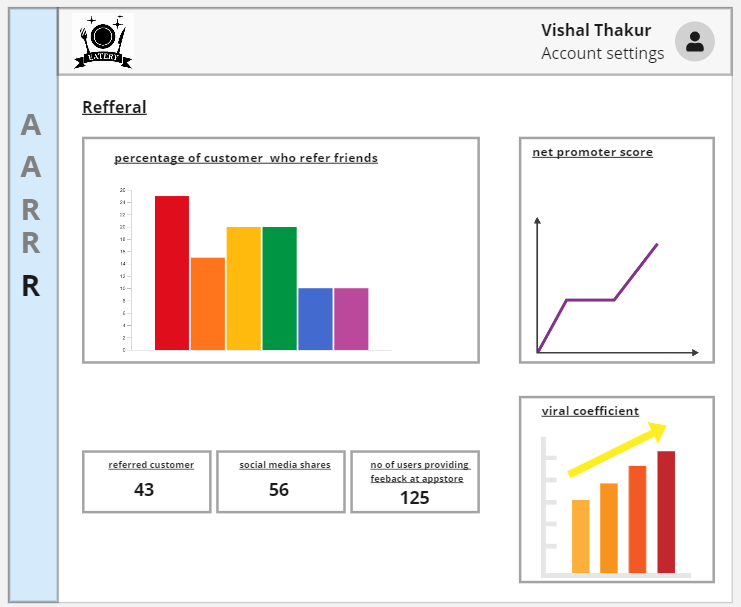 EATERY
Vishal Thakur
Account settings
A
A
R
R
R
Refferal
percentage of customer who refer friends
26
24
22
20
18
16
14
12
10
8
6
4
2
0
net promoter score
viral coefficient
referred customer
43
social media shares
56
no of users providing
feeback at appstore
125